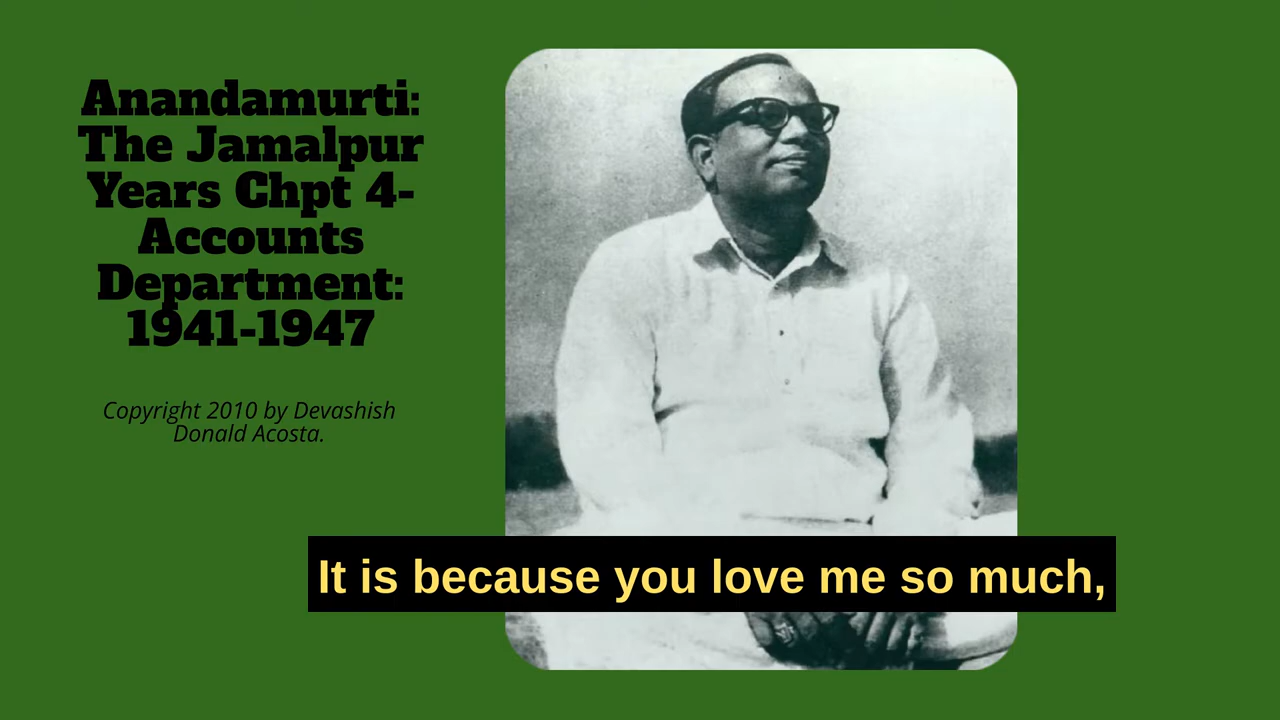 Anandamurti:
The Jamalpur
Years Chpt 4-
Accounts
Department:
1941-1947
Copyright 2010 by Devashish
Donald Acosta.
It is because you love me so much,